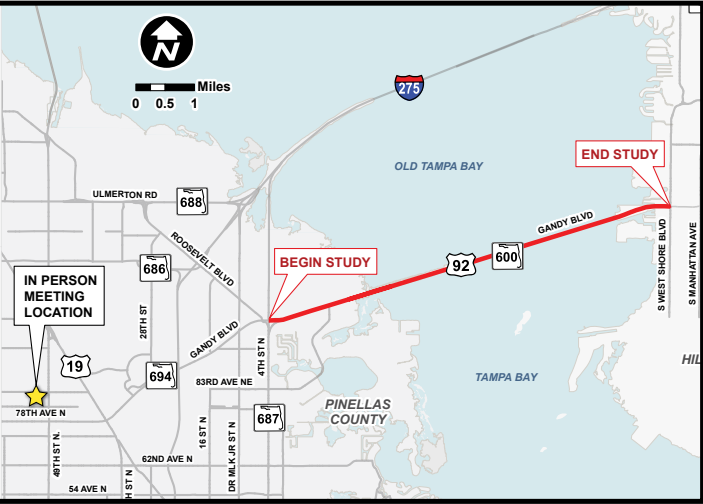 N
Miles
0 0.5 1
275
OLD TAMPA BAY
END STUDY
ULMERTON RD
688
GANDY BLVD
ROOSEVELT BLVD
600
92
S WEST SHORE BLVD
S MANHATTAN AVE
686
BEGIN STUDY
IN PERSON
MEETING
LOCATION
28TH ST
GANDY BLVD
4TH ST N
19
694
83RD AVE NE
TAMPA BAY
HIL
PINELLAS
COUNTY
78TH AVE N
687
49TH ST N.
16 ST N
DR MLK JR ST N
62ND AVE N
H ST N
54 AVE N